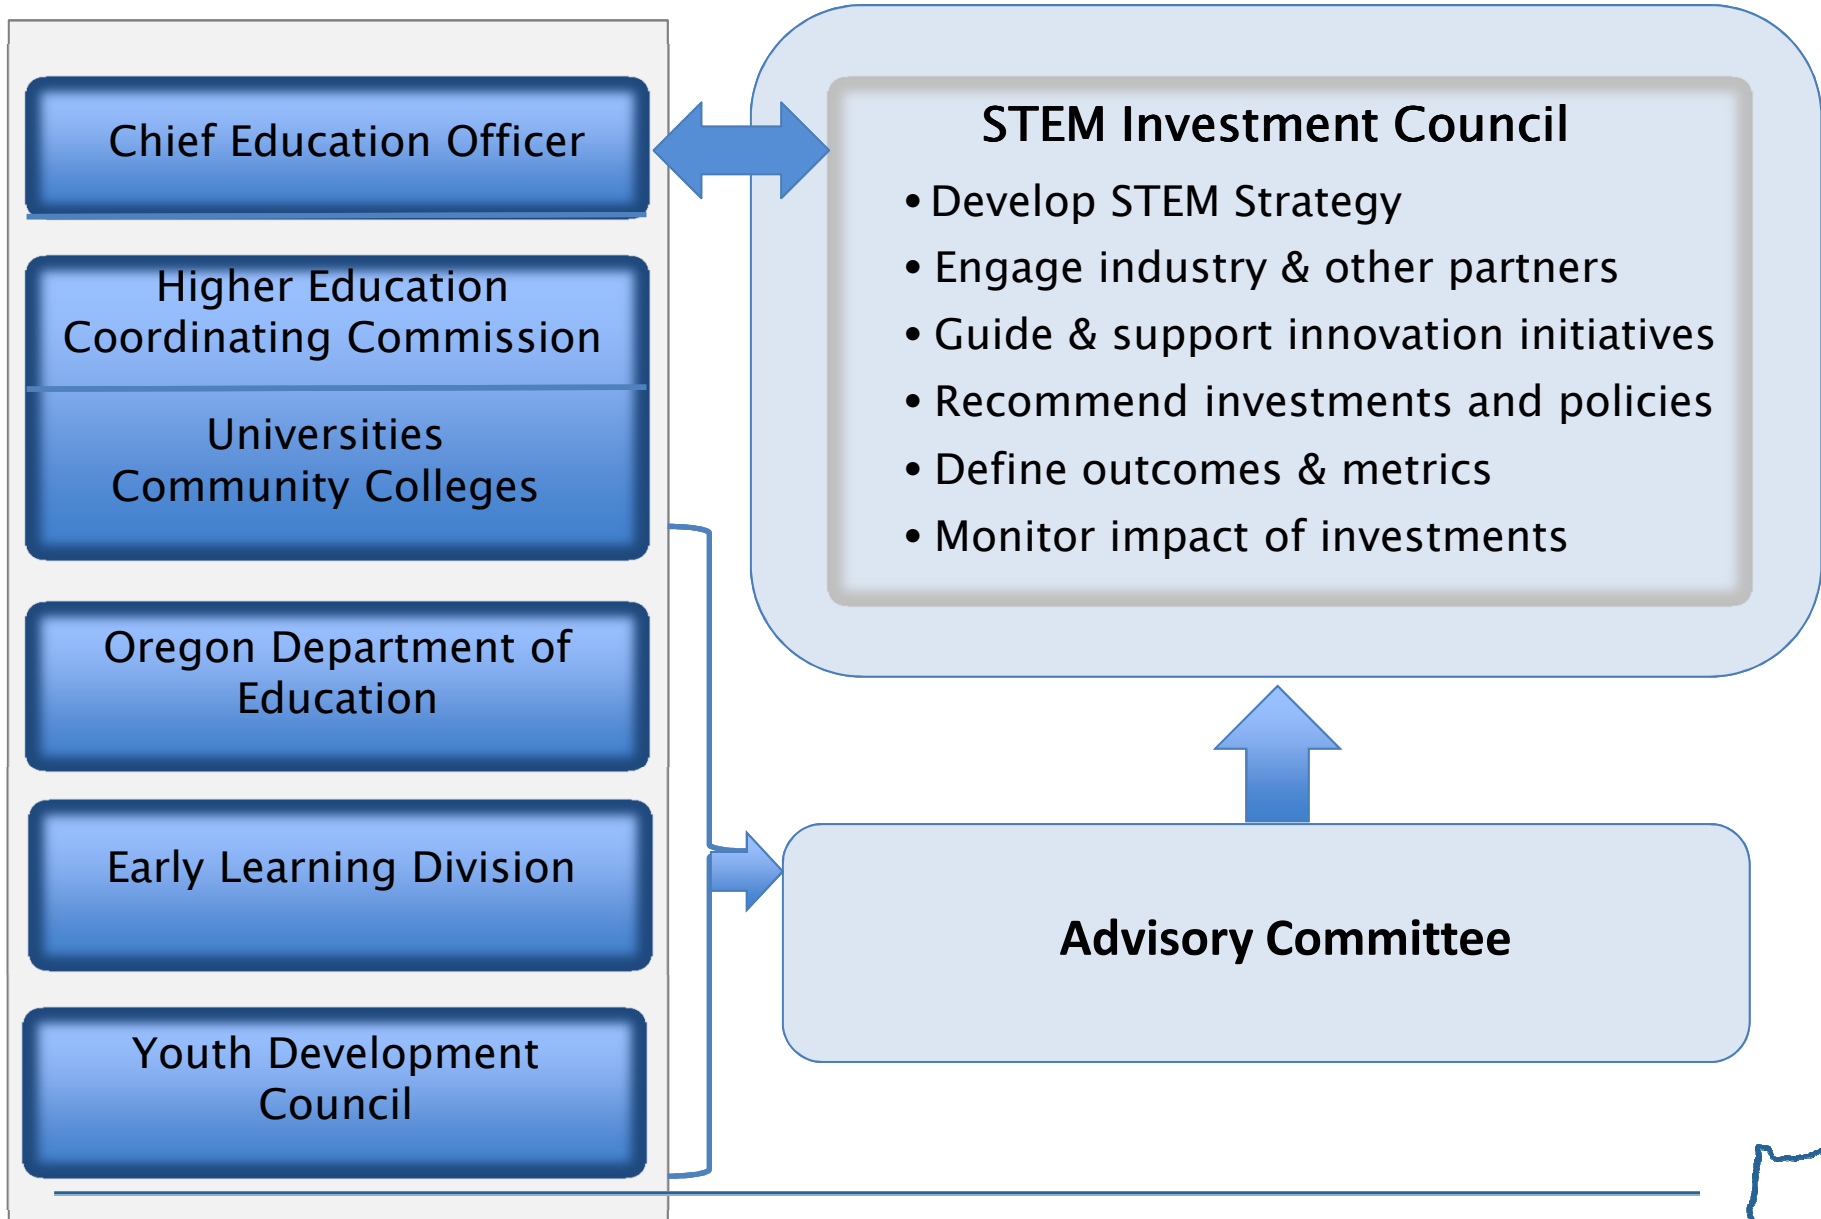 Chief Education Officer
Higher Education
Coordinating Commission
Universities
Community Colleges
Oregon Department of
Education
Early Learning Division
Youth Development
Council
STEM Investment Council
• Develop STEM Strategy
• Engage industry & other partners
• Guide & support innovation initiatives
• Recommend investments and policies
• Define outcomes & metrics
• Monitor impact of investments
Advisory Committee